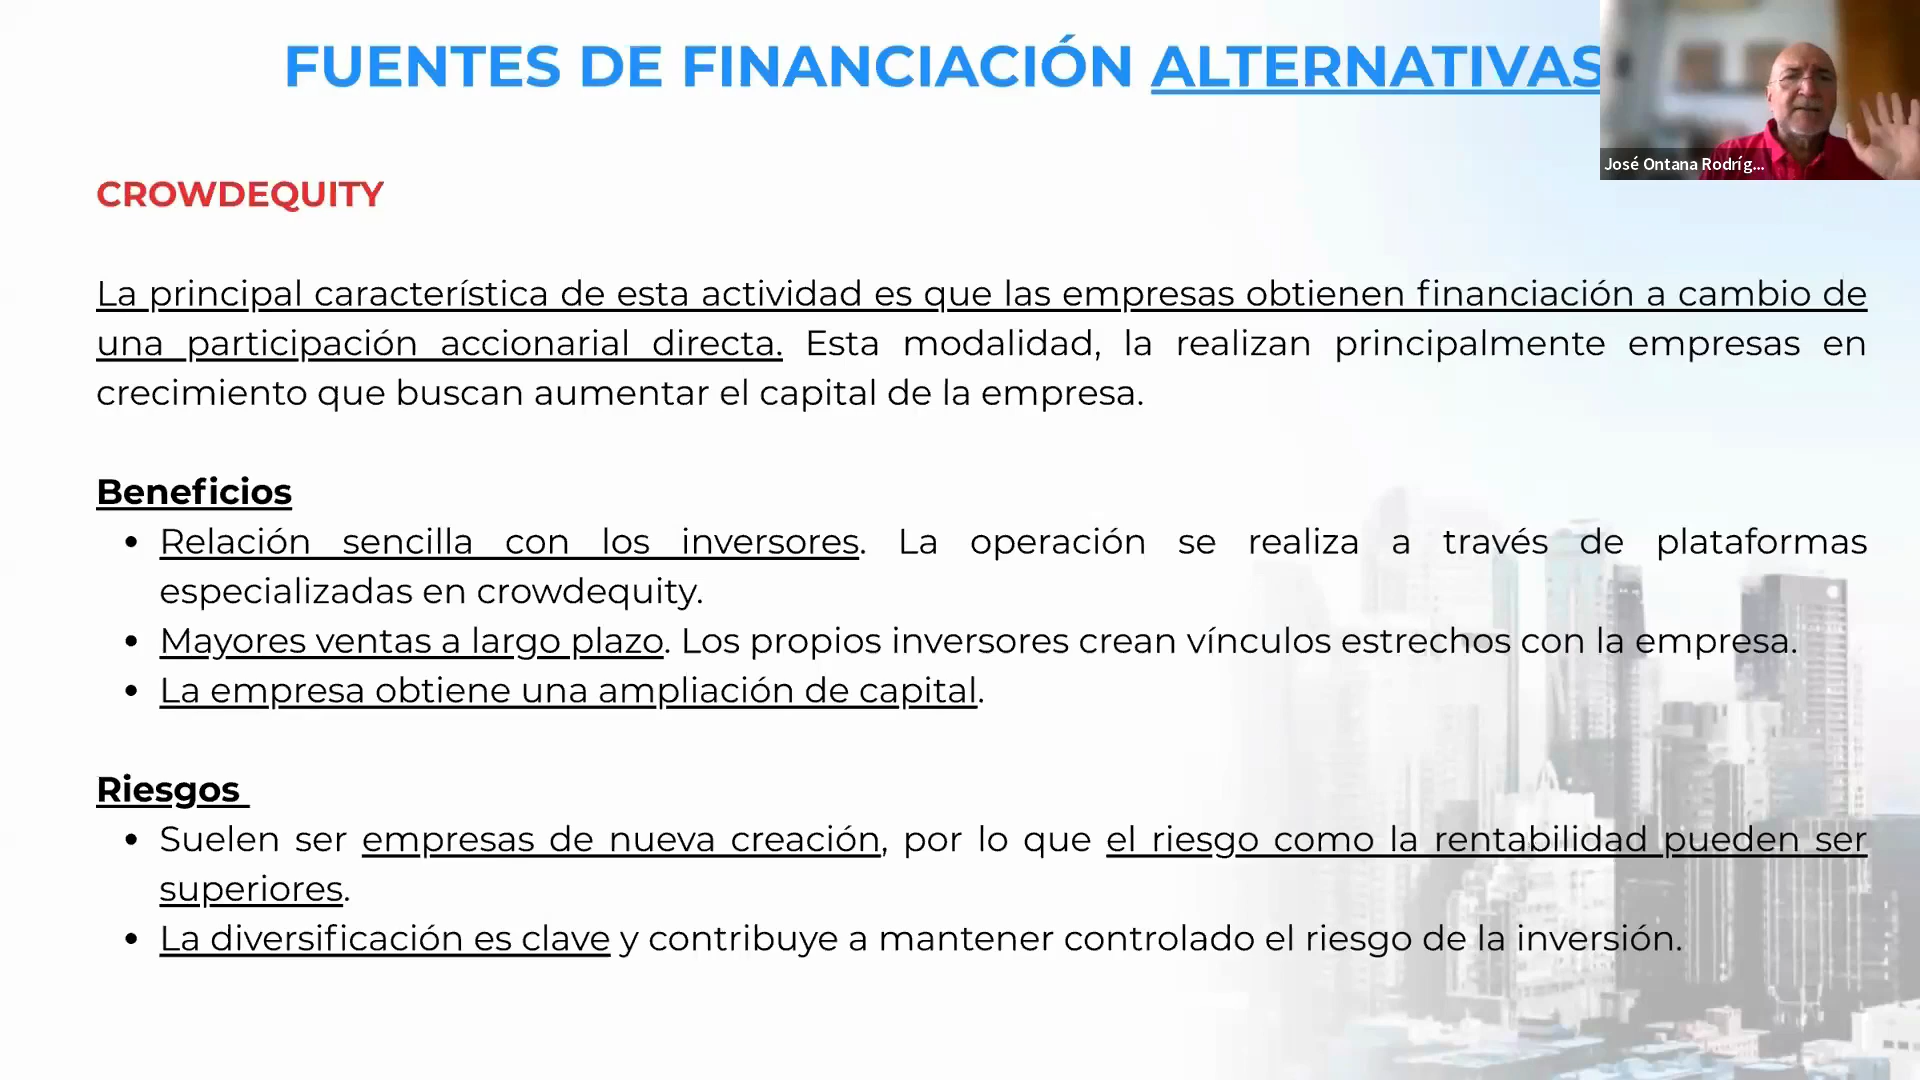 FUENTES DE FINANCIACIÓN ALTERNATIVAS
José Ontana Rodríg...
CROWDEQUITY
La principal característica de esta actividad es que las empresas obtienen financiación a cambio de
una participación accionarial directa. Esta modalidad, la realizan principalmente empresas en
crecimiento que buscan aumentar el capital de la empresa.
Beneficios
• Relación sencilla con los inversores. La operación se realiza a través de plataformas
especializadas en crowdequity.
• Mayores ventas a largo plazo. Los propios inversores crean vínculos estrechos con la empresa.
• La empresa obtiene una ampliación de capital.
Riesgos
• Suelen ser empresas de nueva creación, por lo que el riesgo como la rentabilidad pueden ser
superiores.
• La diversificación es clave y contribuye a mantener controlado el riesgo de la inversión.